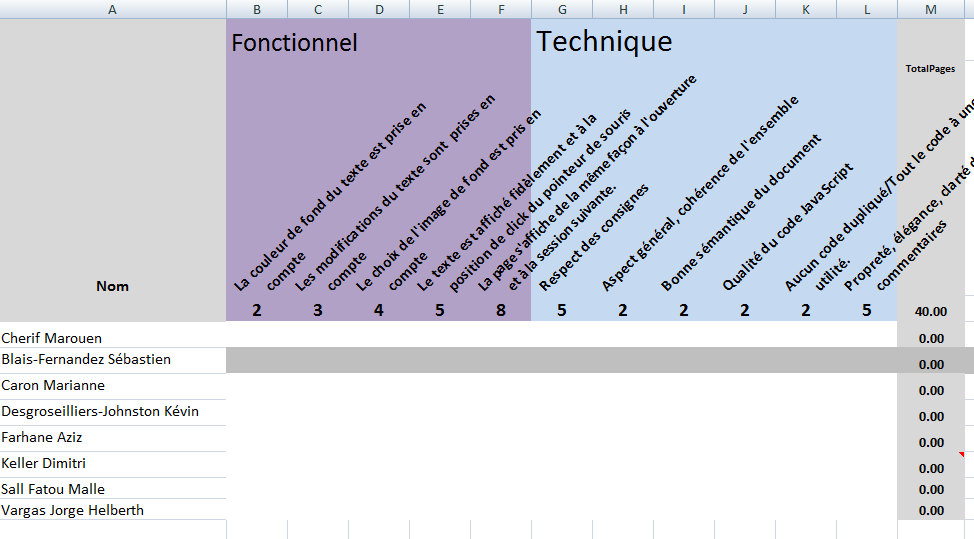 A B C D E F G H I J K L M
Fonctionnel
Technique
TotalPages
La couleur de fond du texte est prise en
compte
Les modifications du texte sont prises en
compte
Le choix de l'image de fond est pris en
compte
Le texte est affiché fidèlement et à la
position de click du pointeur de souris
La page s'affiche de la même façon à l'ouverture
et à la session suivante.
Respect des consignes
Aspect général, cohérence de l'ensemble
Bonne sémantique du document
Qualité du code JavaScript
Aucun code dupliqué/Tout le code à une
utilité.
Propreté, élégance, clarté
commentaires
Nom
2 3 4 5 8 5 2 2 2 2 5 40.00
Cherif Marouen 0.00
Blais-Fernandez Sébastien 0.00
Caron Marianne 0.00
Desgroseilliers-Johnston Kévin 0.00
Farhane Aziz 0.00
Keller Dimitri 0.00
Sall Fatou Malle 0.00
Vargas Jorge Helberth 0.00